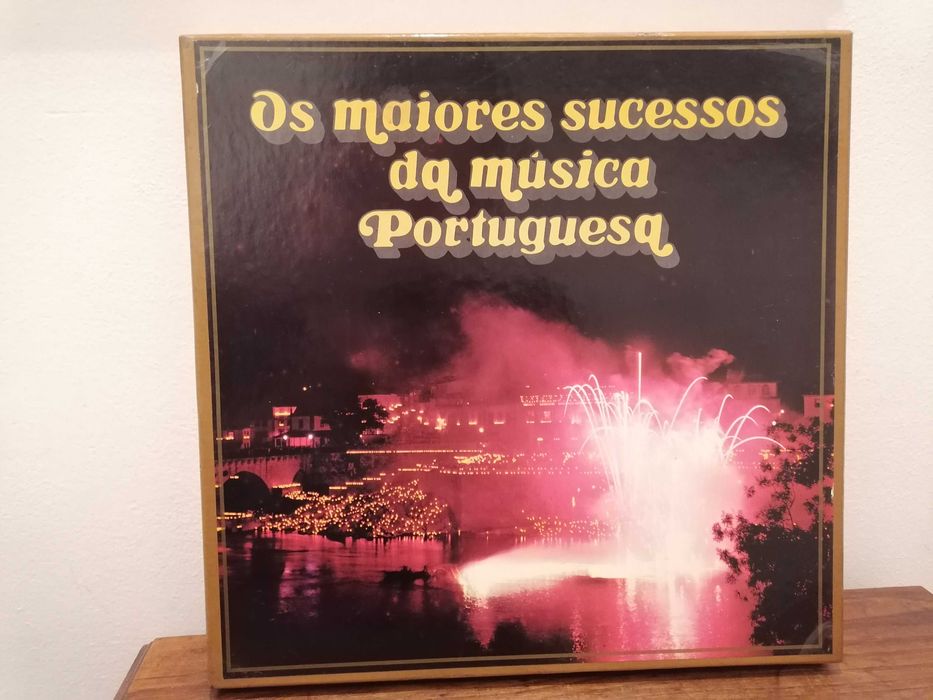 Os maiores sucessos
da música
Portuguesa